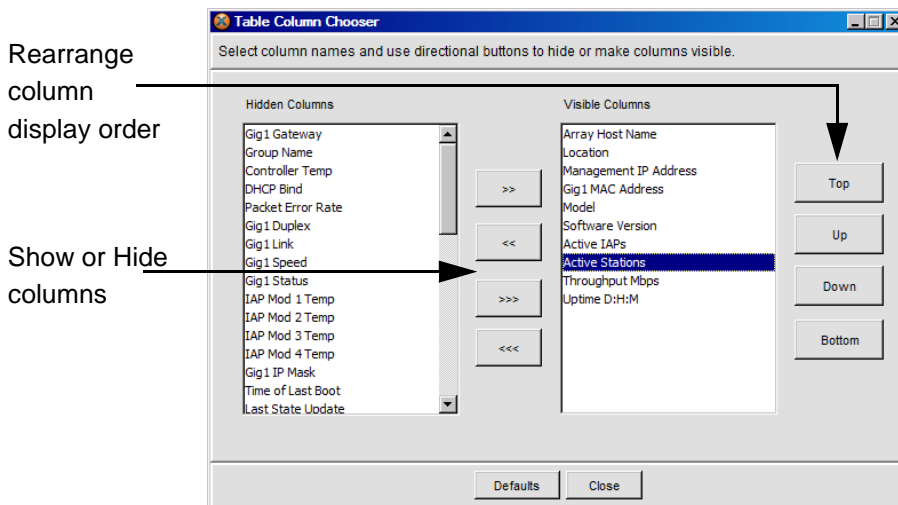 Table Column Chooser
Select column names and use directional buttons to hide or make columns visible.
Rearrange
column
display order
Show or Hide
columns
Hidden Columns
Gig1 Gateway
Group Name
Controller Temp
DHCP Bind
Packet Error Rate
Gig1 Duplex
Gig1 Link
Gig1 Speed
Gig1 Status
IAP Mod 1 Temp
IAP Mod 2 Temp
IAP Mod 3 Temp
IAP Mod 4 Temp
Gig1 IP Mask
Time of Last Boot
Last State Update
>>
<<
>>>
<<<
Visible Columns
Array Host Name
Location
Management IP Address
Gig1 MAC Address
Model
Software Version
Active IAPs
Active Stations
Throughput Mbps
Uptime D:H:M
Top
Up
Down
Bottom
Defaults
Close